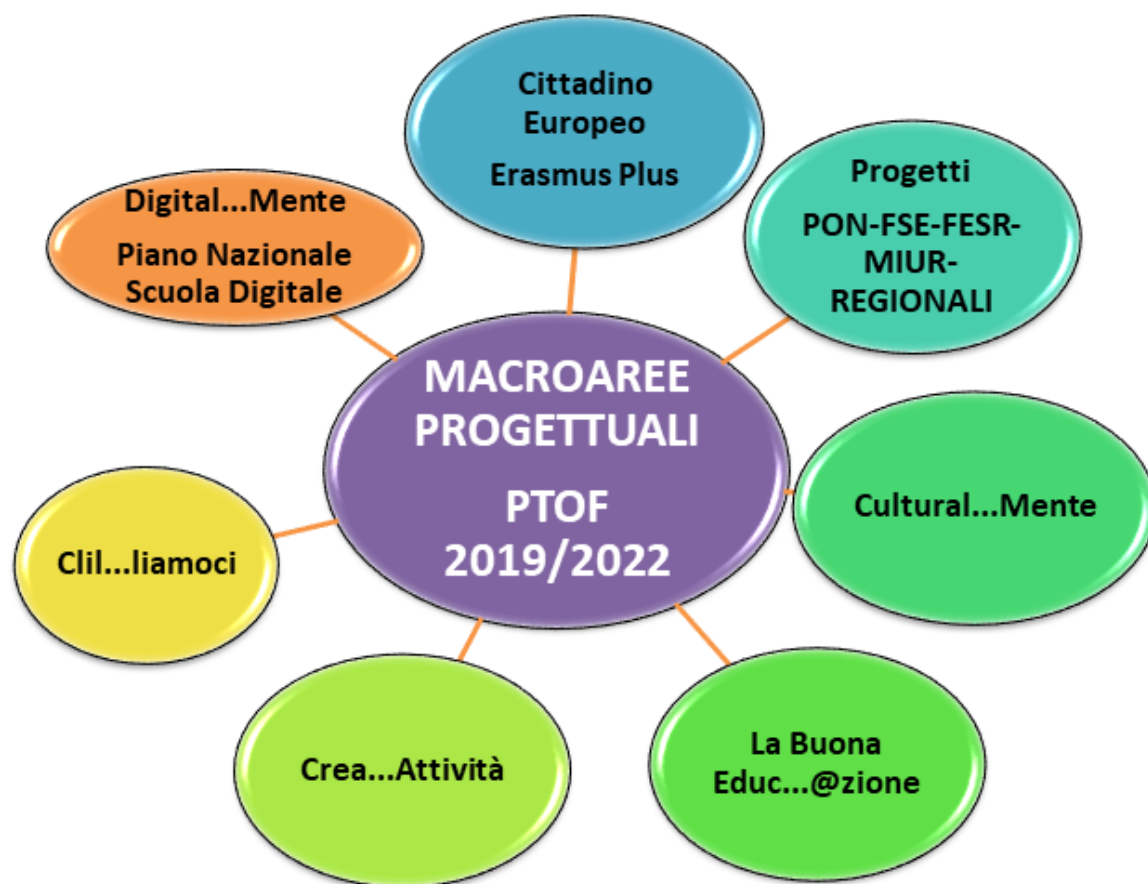 Cittadino
Europeo
Erasmus Plus
Progetti
PON-FSE-FESR-
MIUR-
REGIONALI
Digital...Mente
Piano Nazionale
Scuola Digitale
MACROAREE
PROGETTUALI
PTOF
2019/2022
Cultural...Mente
Clil...liamoci
La Buona
Educ...@zione
Crea...Attività